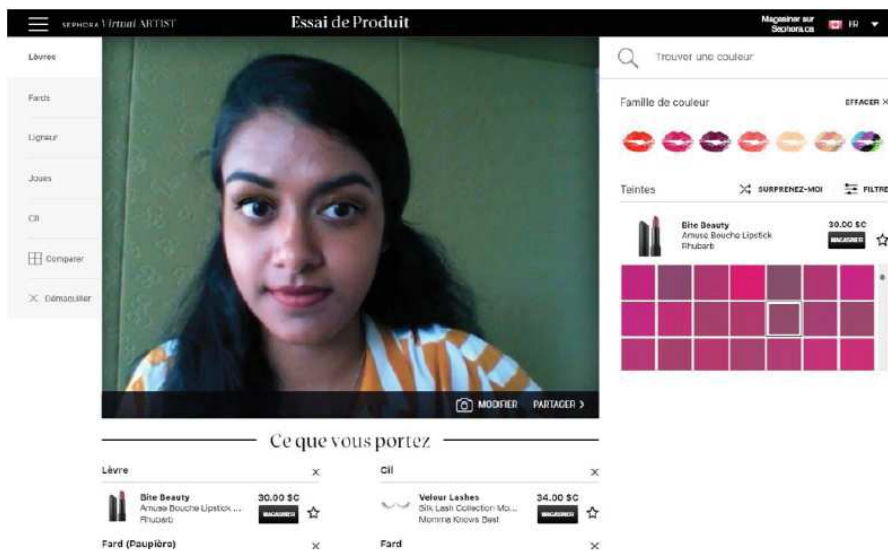 SEPHORA Virtual ARTIST
Essai de Produit
Magasiner sur
Sephora.ca
FR
Lèvres
Fards
Ligneur
Joues
Cil
Comparer
Démaquiller
MODIFIER PARTAGER >
Trouver une couleur
Famille de couleur EFFACER X
Teintes SURPRENEZ-MOI FILTRE
Bite Beauty 30.00 $C
Amuse Bouche Lipstick MAGASINER
Rhubarb
Ce que vous portez
Lèvre X
Bite Beauty 30.00 $C
Amuse Bouche Lipstick ... MAGASINER
Rhubarb
Cil X
Velour Lashes 34.00 $C
Silk Lash Collection Mo... MAGASINER
Momma Knows Best
Fard (Paupière) X
Fard X